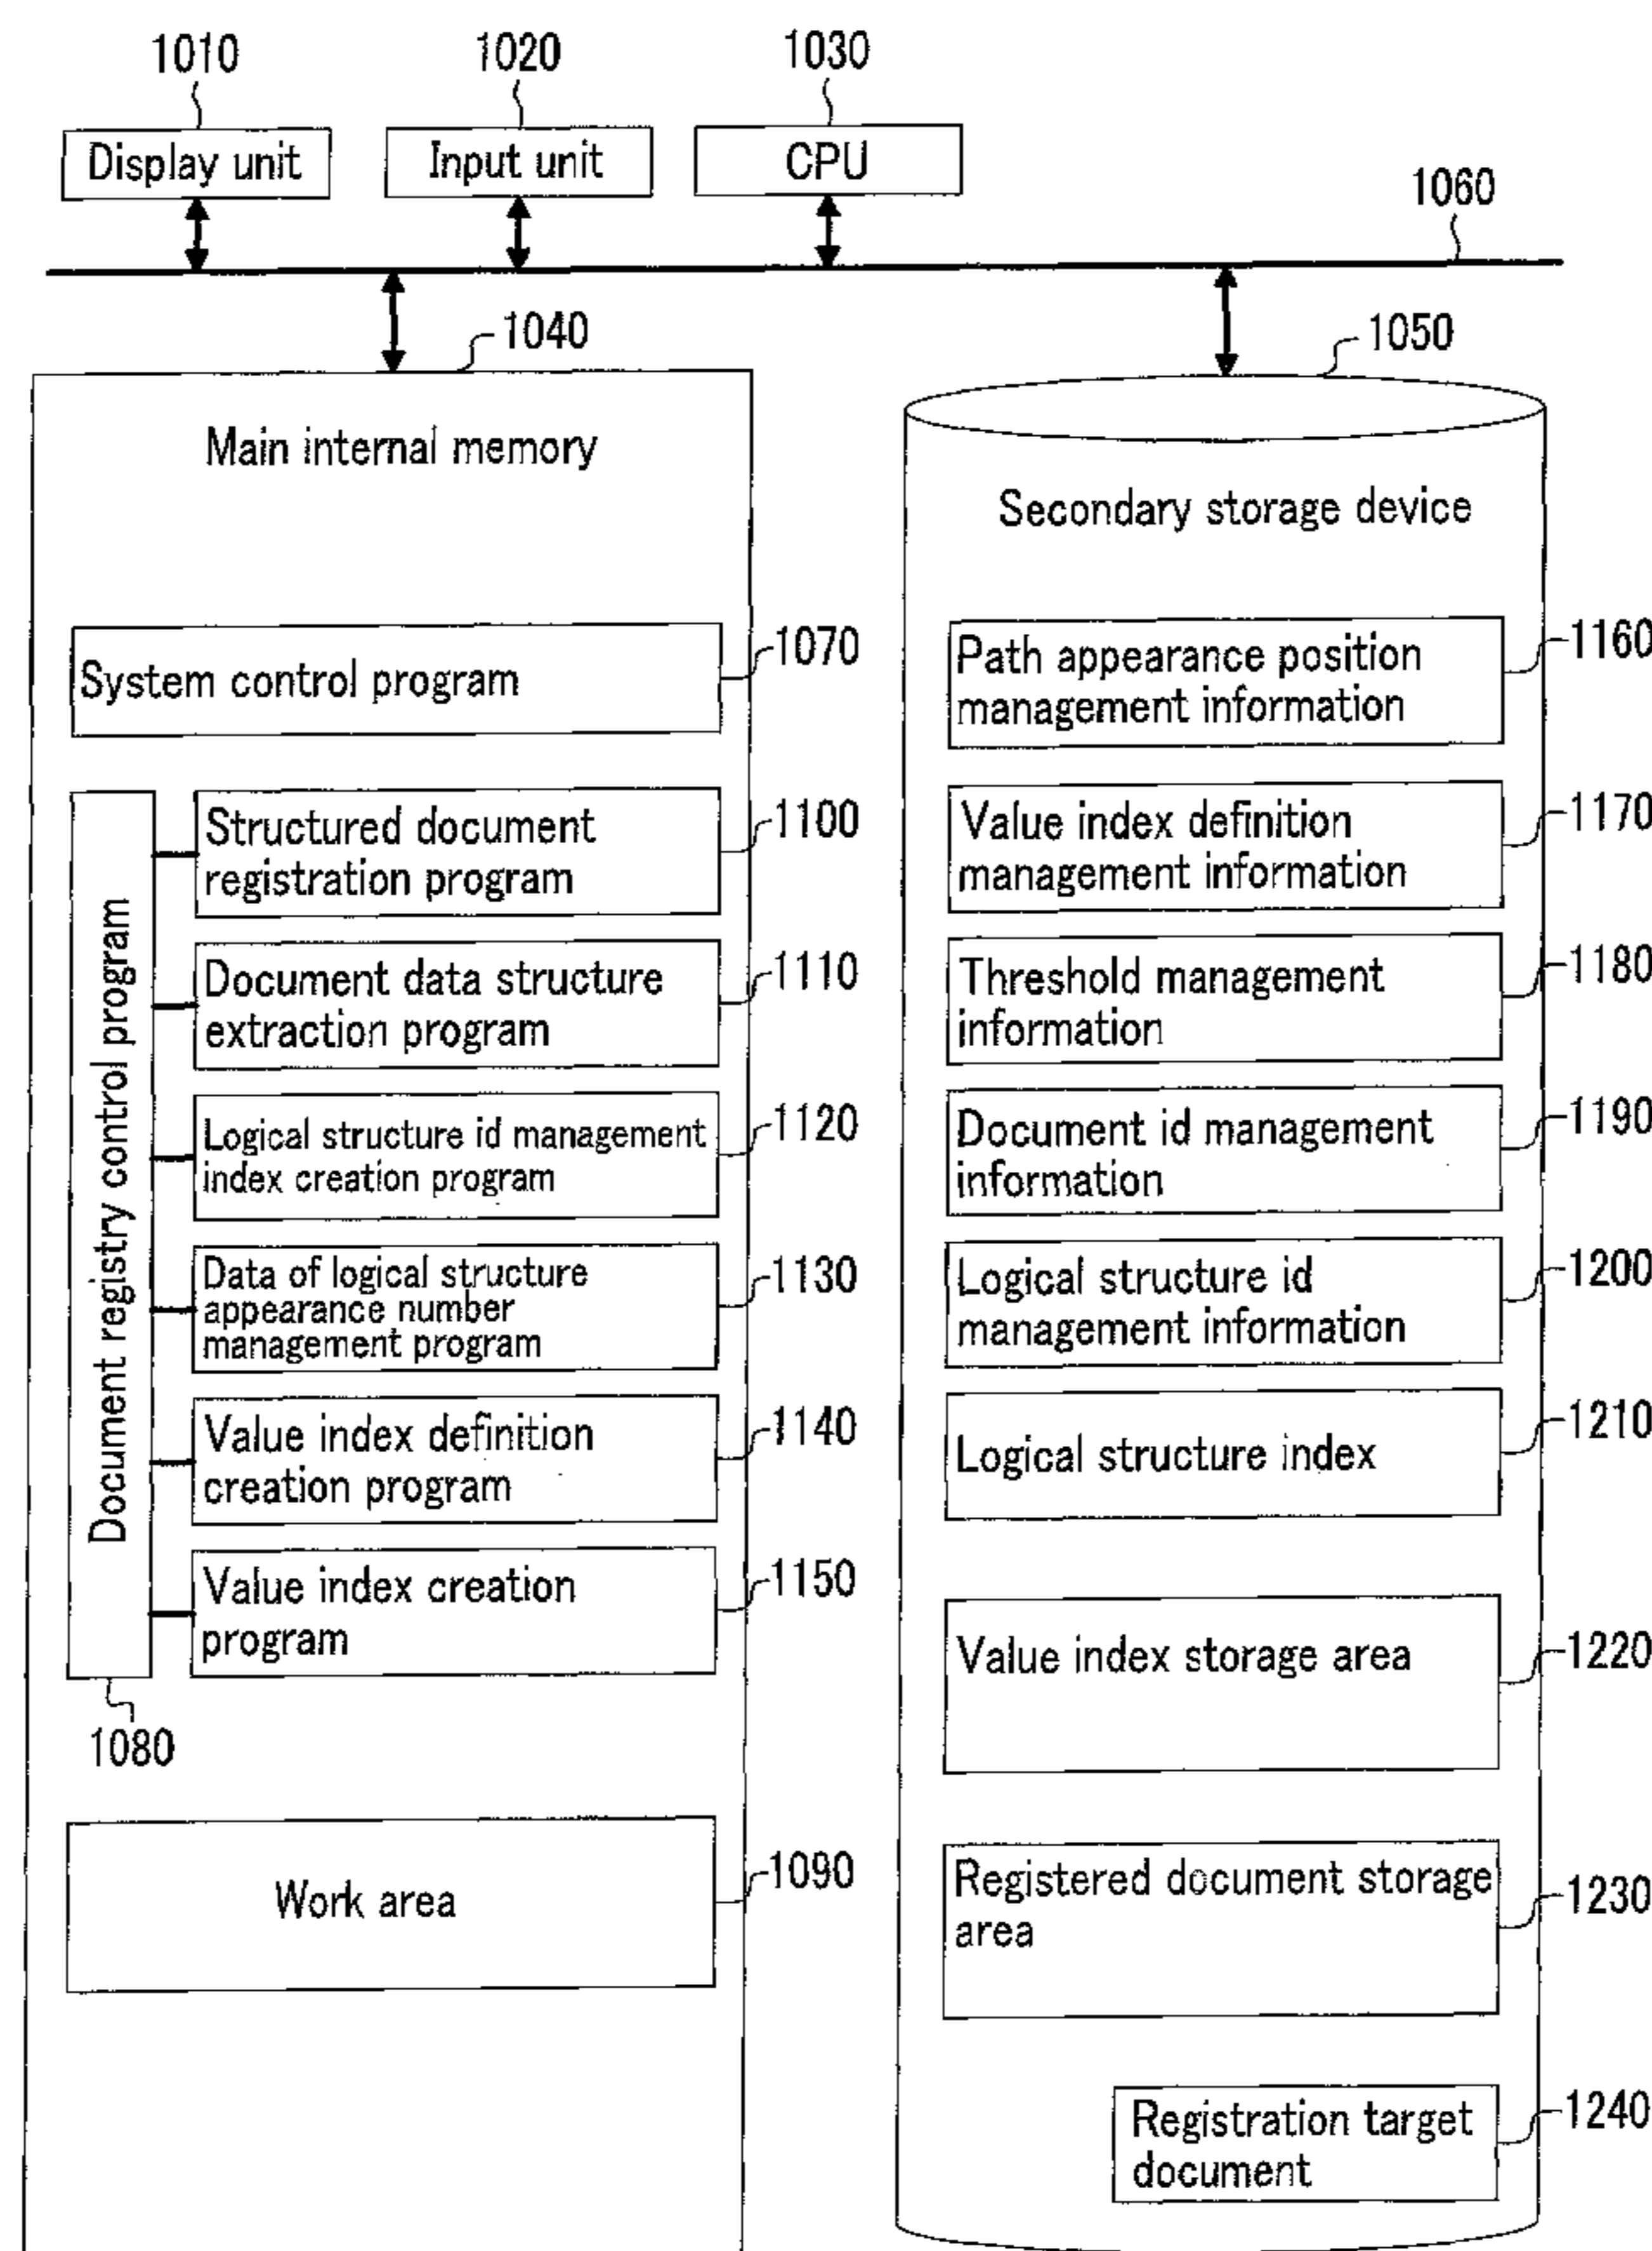 1010
1020
1030
Display unit
Input unit
CPU
1060
1040
1050
Main internal memory
Secondary storage device
System control program
1070
Document registry control program
1080
Structured document
registration program
1100
Document data structure
extraction program
1110
Logical structure id management
index creation program
1120
Data of logical structure
appearance number
management program
1130
Value index definition
creation program
1140
Value index creation
program
1150
Work area
1090
Path appearance position
management information
1160
Value index definition
management information
1170
Threshold management
information
1180
Document id management
information
1190
Logical structure id
management information
1200
Logical structure index
1210
Value index storage area
1220
Registered document storage
area
1230
Registration target
document
1240